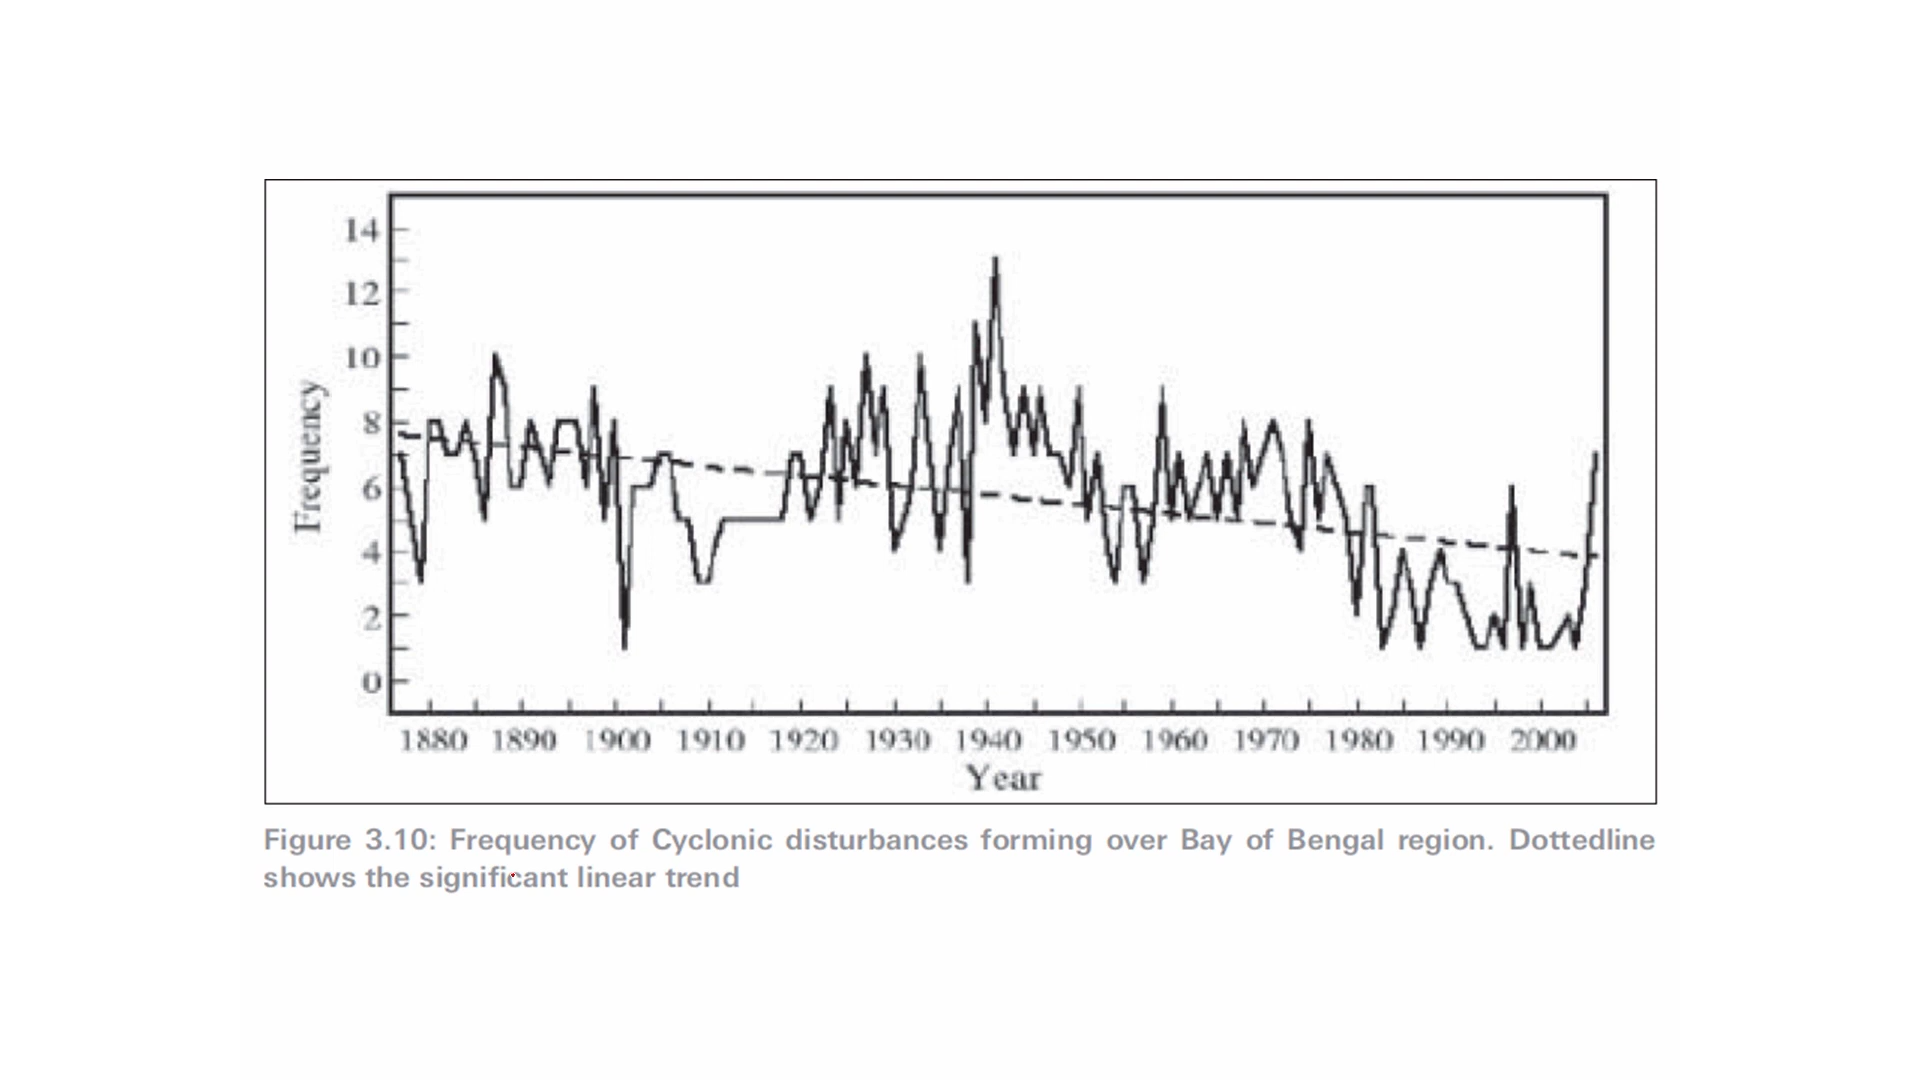 14
12
10
8
6
4
2
0
Frequency
1880 1890 1900 1910 1920 1930 1940 1950 1960 1970 1980 1990 2000
Year
Figure 3.10: Frequency of Cyclonic disturbances forming over Bay of Bengal region. Dottedline
shows the significant linear trend